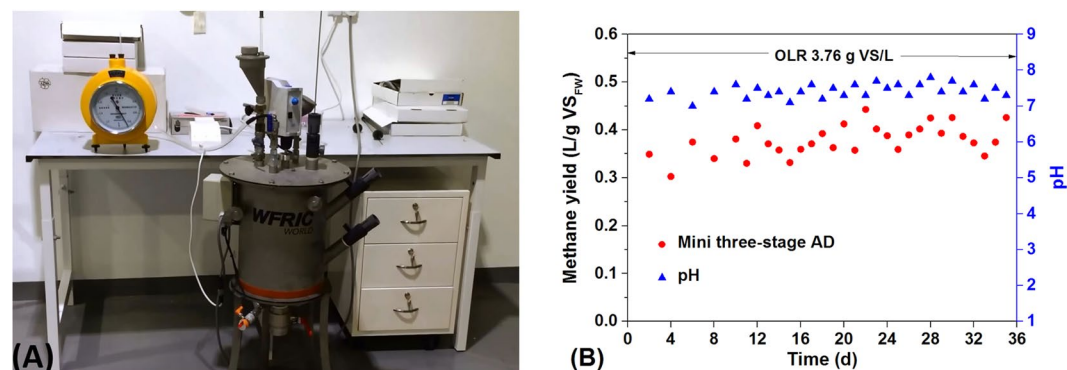 WFRIC
WORLD
(A)
0.6
0.5
0.4
0.3
0.2
0.1
0.0
Methane yield (L/g VS_FW)
OLR 3.76 g VS/L
Mini three-stage AD
pH
9
8
7
6
5
4
3
2
1
pH
0 4 8 12 16 20 24 28 32 36
Time (d)
(B)